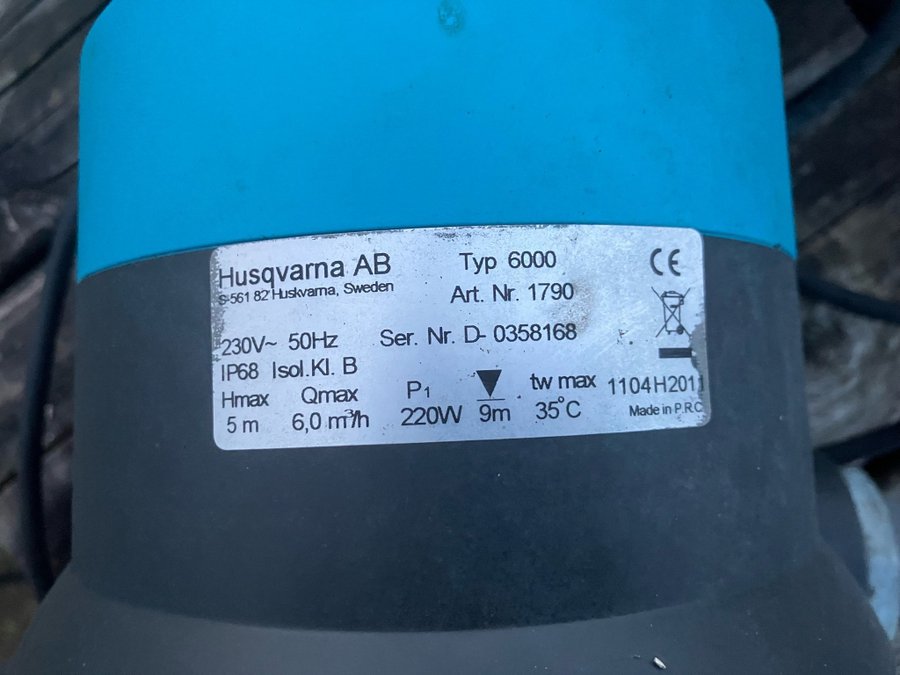 Husqvarna AB
S-561 82 Huskvarna, Sweden
Typ 6000
Art. Nr. 1790
CE
230V~ 50Hz
Ser. Nr. D- 0358168
IP68 Isol.Kl. B
Hmax Qmax P1 tw max 1104H2011
5 m 6,0 m³/h 220W 9m 35°C Made in P.R.C